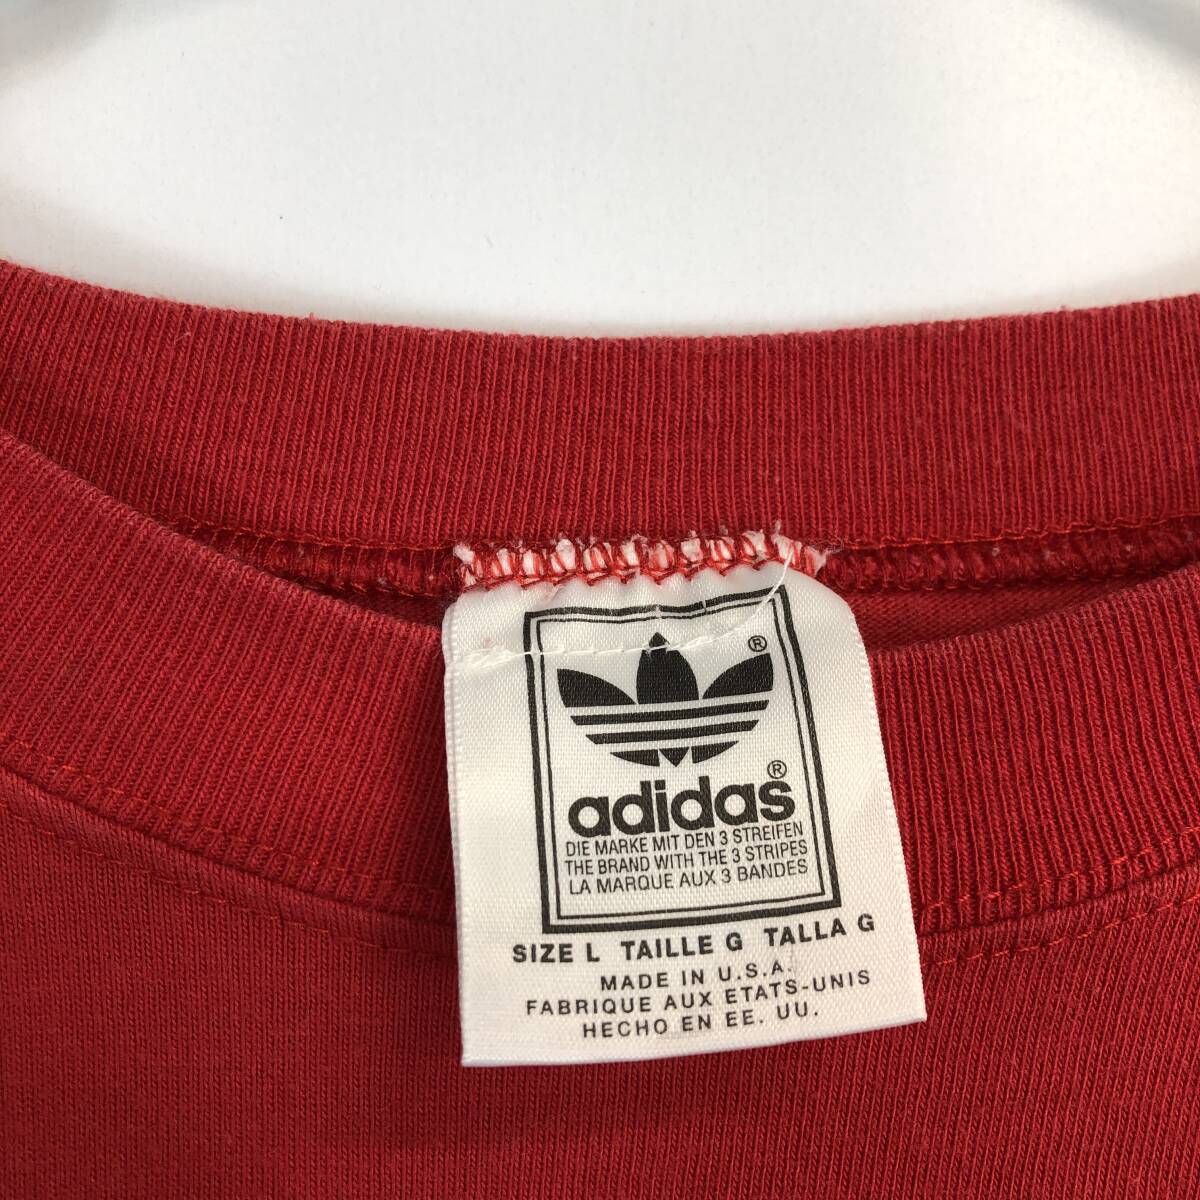 ®
adidas®
DIE MARKE MIT DEN 3 STREIFEN
THE BRAND WITH THE 3 STRIPES
LA MARQUE AUX 3 BANDES
SIZE L TAILLE G TALLA G
MADE IN U.S.A.
FABRIQUE AUX ETATS-UNIS
HECHO EN EE. UU.